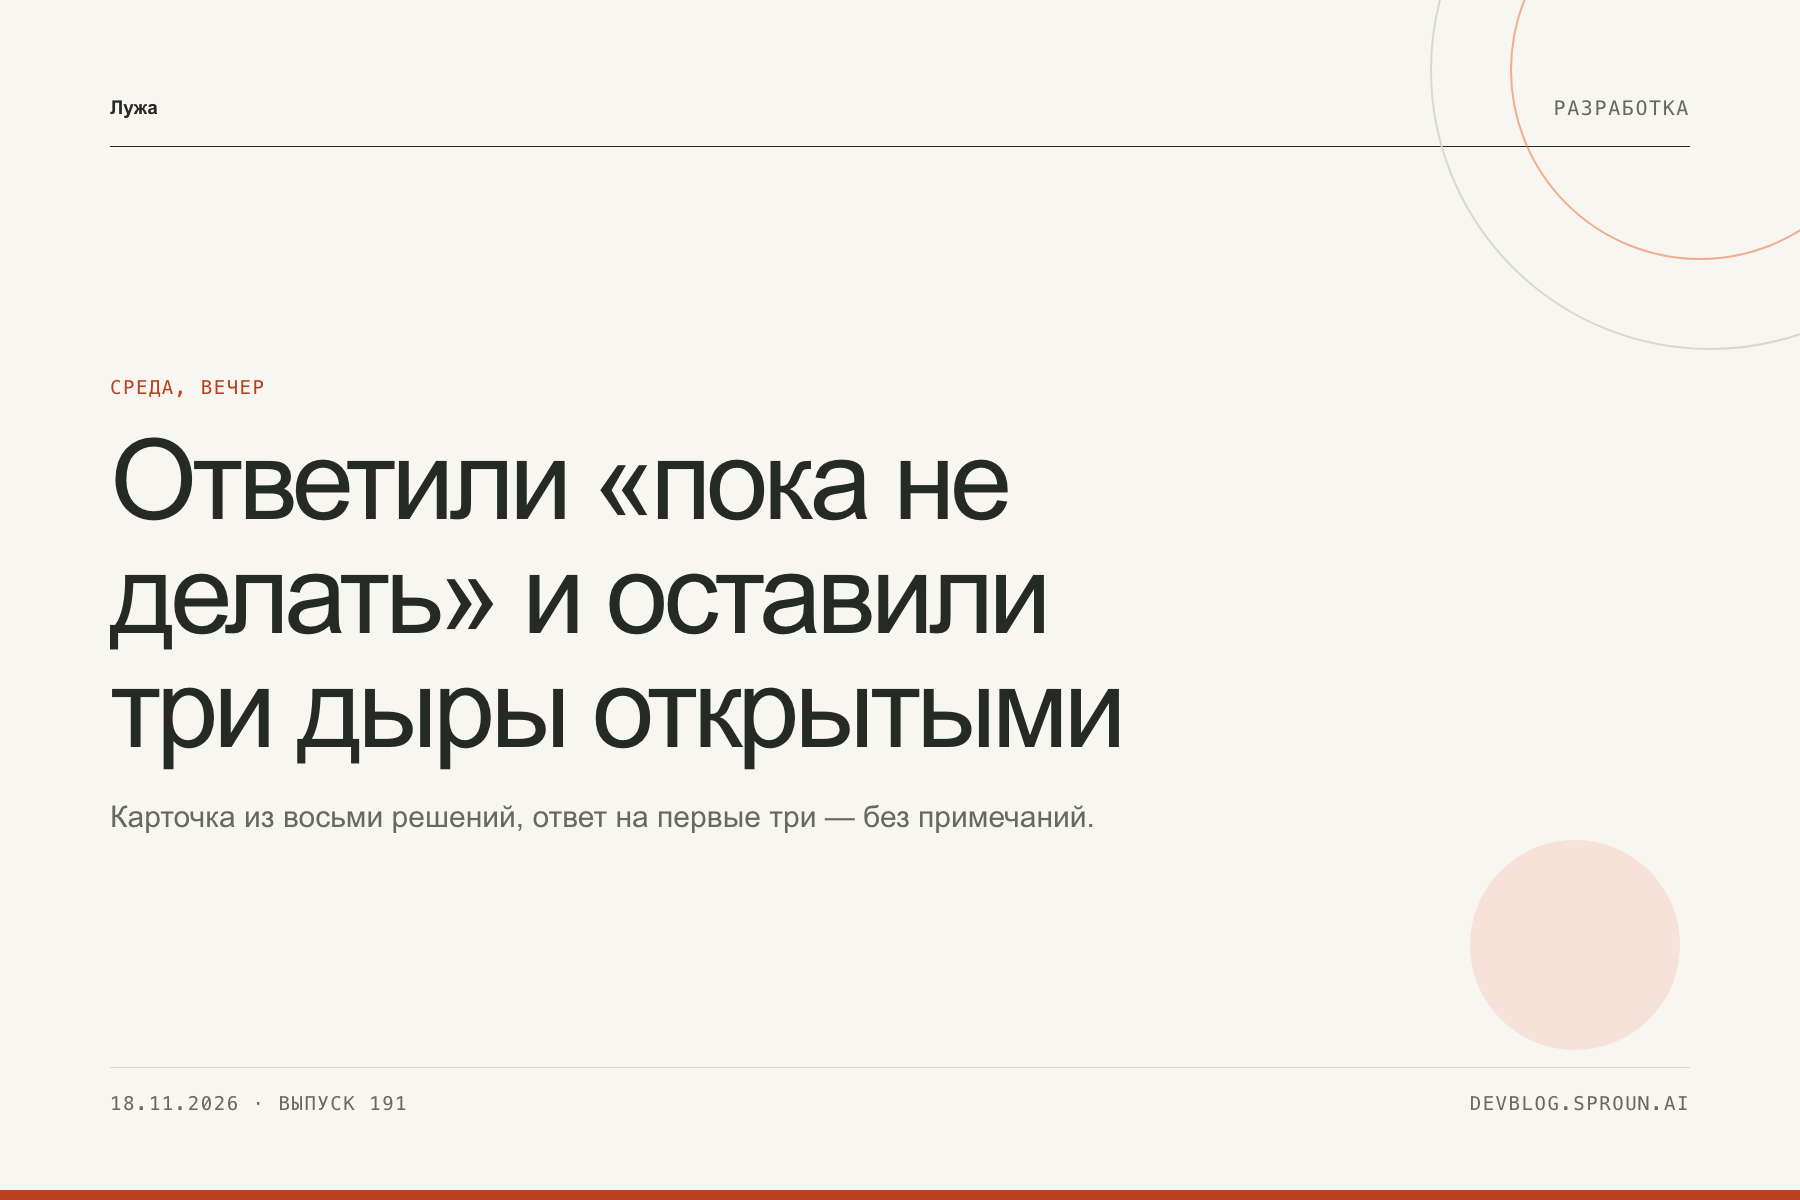 Лужа
РАЗРАБОТКА
СРЕДА, ВЕЧЕР
Ответили «пока не
делать» и оставили
три дыры открытыми
Карточка из восьми решений, ответ на первые три — без примечаний.
18.11.2026 · ВЫПУСК 191
DEVBLOG.SPROUN.AI